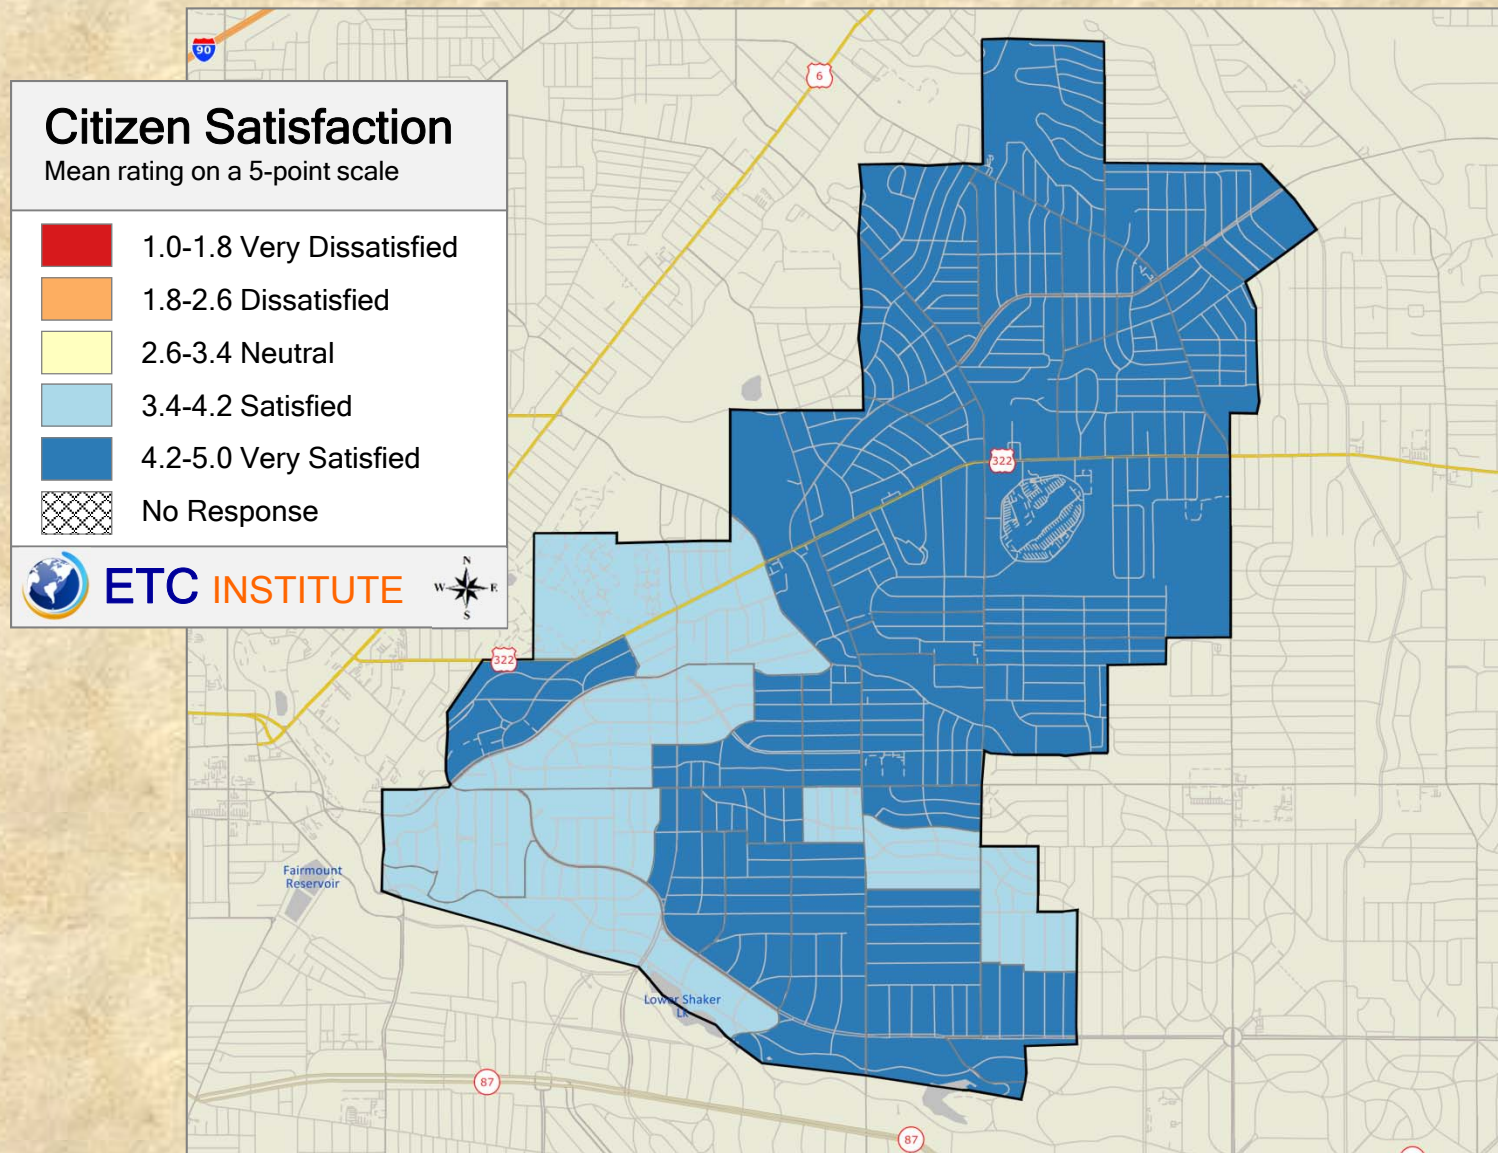 90
6
Citizen Satisfaction
Mean rating on a 5-point scale
1.0-1.8 Very Dissatisfied
1.8-2.6 Dissatisfied
2.6-3.4 Neutral
3.4-4.2 Satisfied
4.2-5.0 Very Satisfied
No Response
ETC INSTITUTE
N
W E
S
322
322
Fairmount
Reservoir
Lower Shaker
Lk
87
87